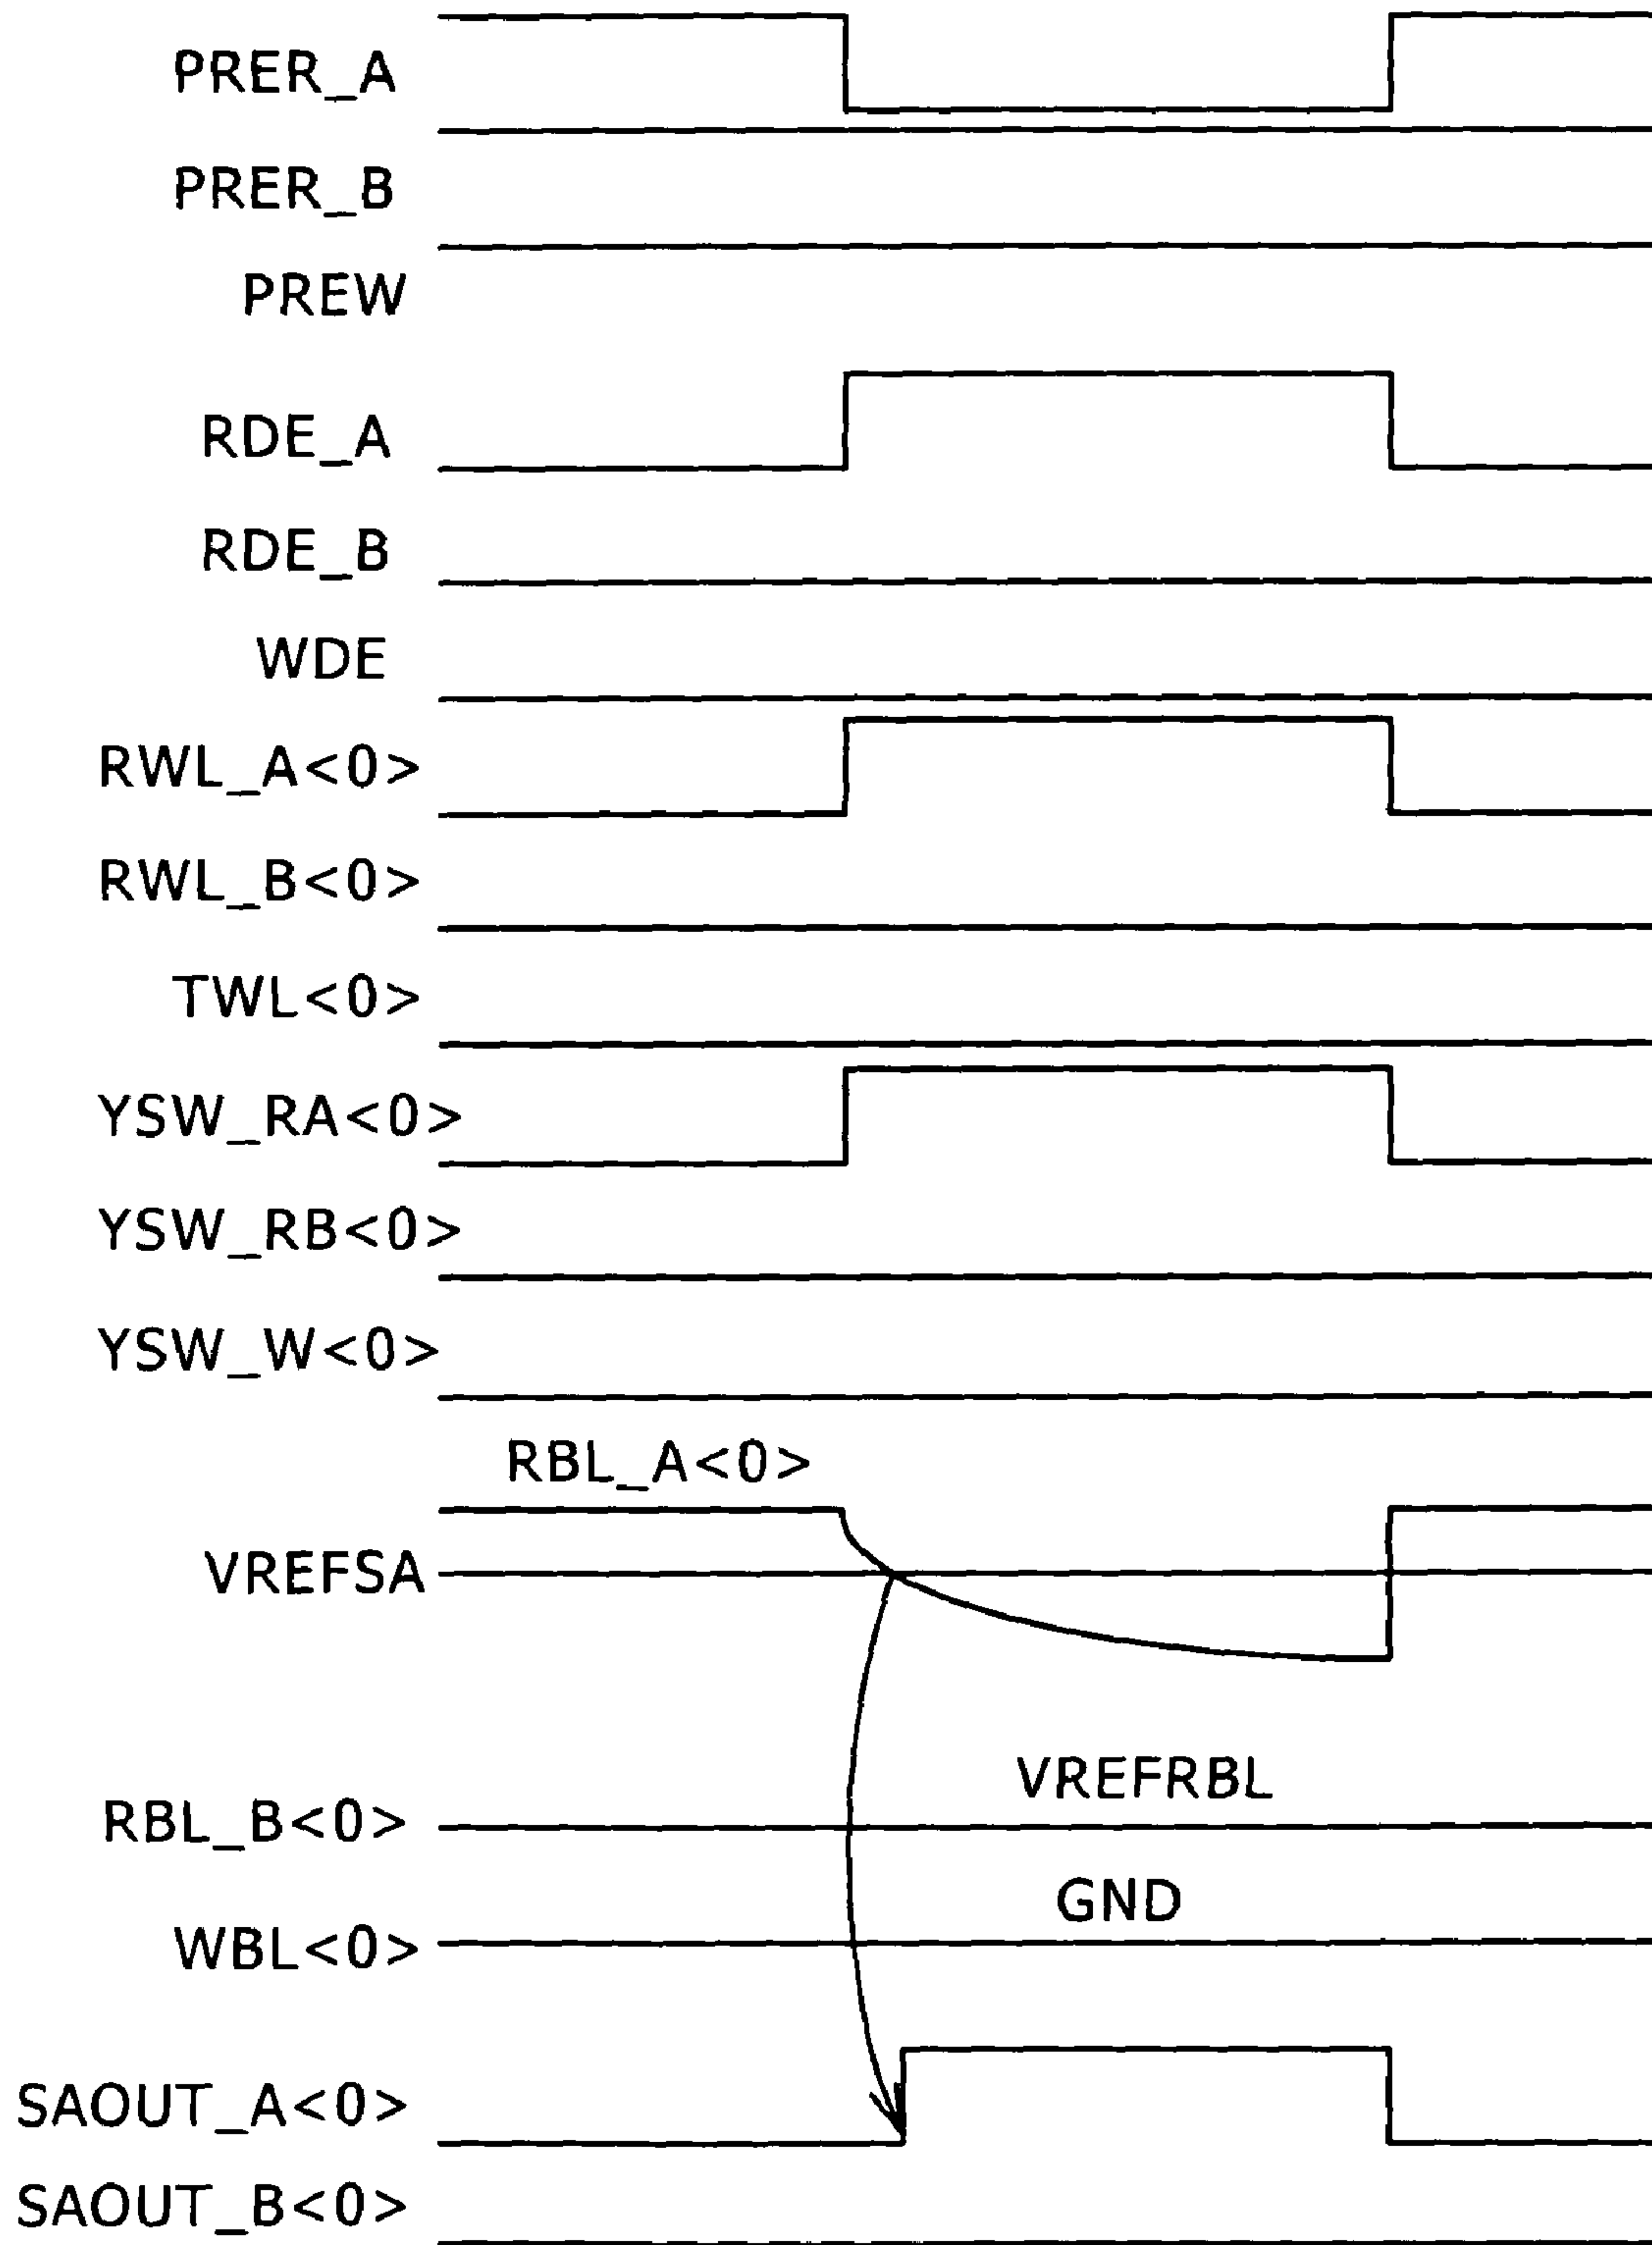 PRER_A
PRER_B
PREW
RDE_A
RDE_B
WDE
RWL_A<0>
RWL_B<0>
TWL<0>
YSW_RA<0>
YSW_RB<0>
YSW_W<0>
RBL_A<0>
VREFSA
VREFRBL
RBL_B<0>
GND
WBL<0>
SAOUT_A<0>
SAOUT_B<0>